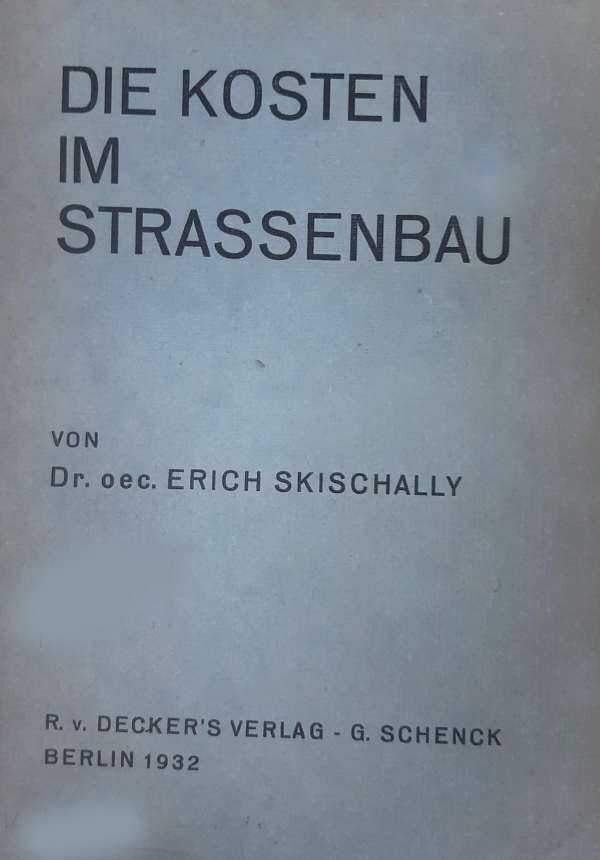 DIE KOSTEN
IM
STRASSENBAU
VON
Dr. oec. ERICH SKISCHALLY
R. v. DECKER'S VERLAG - G. SCHENCK
BERLIN 1932